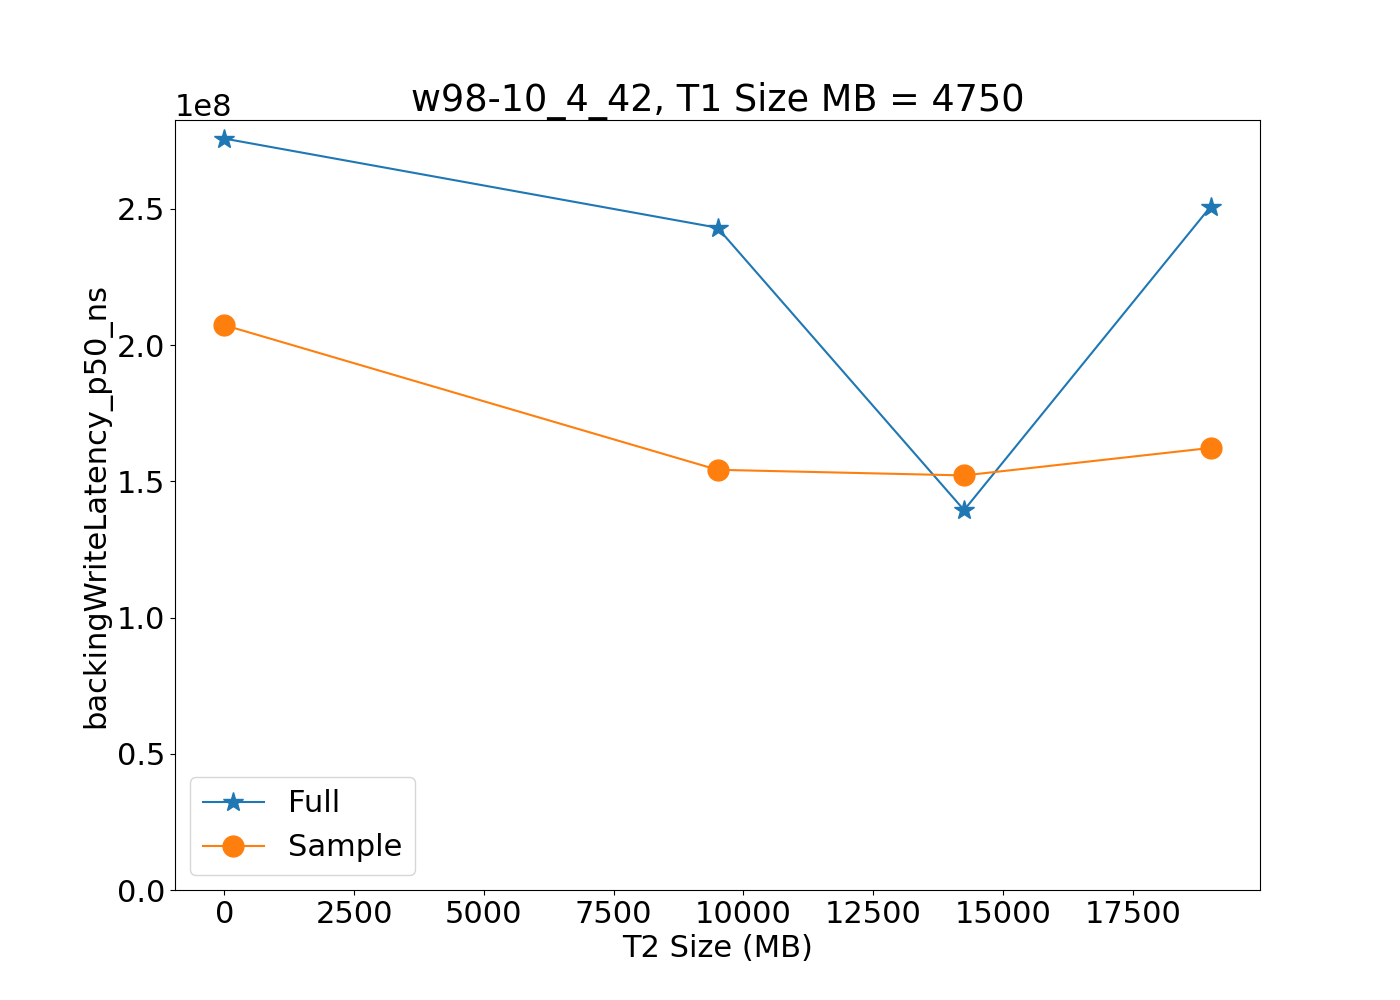 w98-10_4_42, T1 Size MB = 4750
1e8
2.5
2.0
1.5
1.0
0.5
0.0
backingWriteLatency_p50_ns
Full
Sample
0 2500 5000 7500 10000 12500 15000 17500
T2 Size (MB)